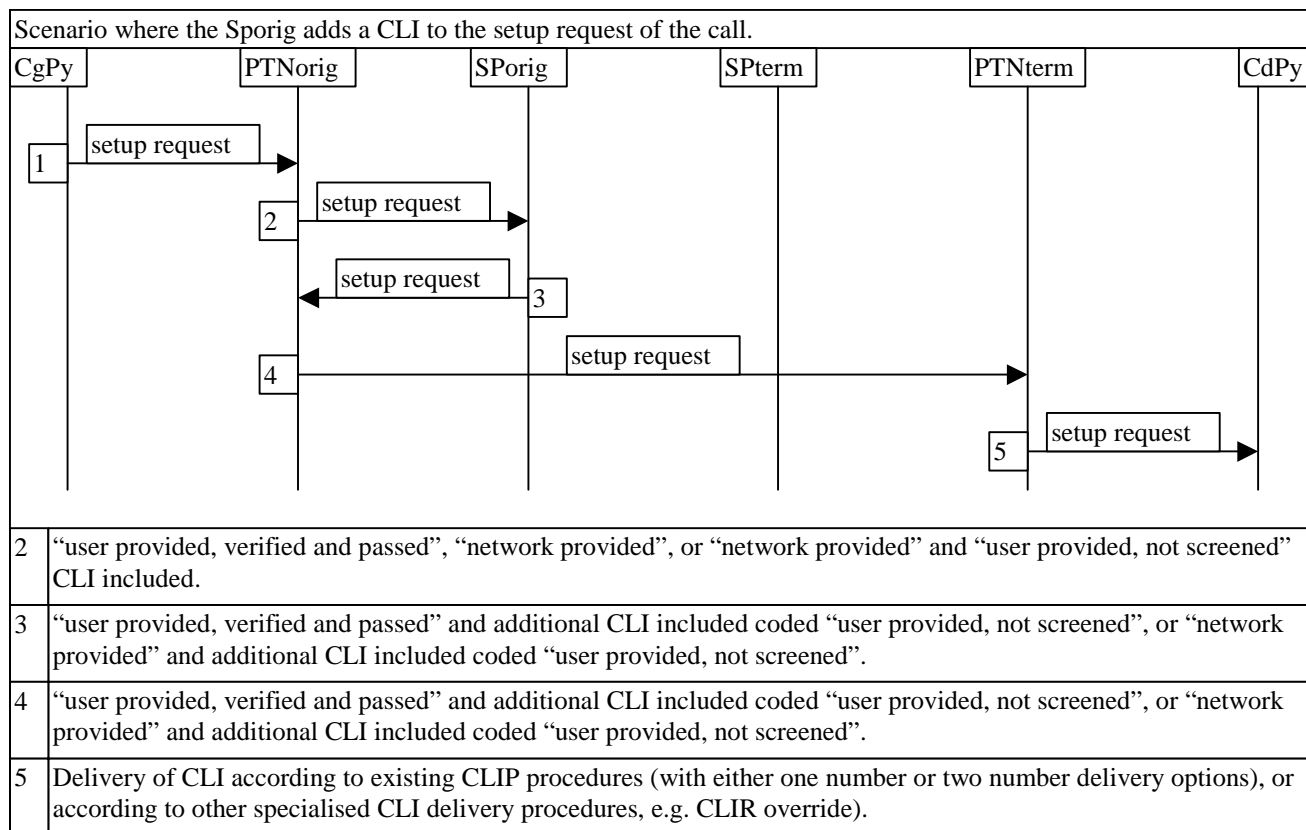 Scenario where the Sporig adds a CLI to the setup request of the call.
CgPy PTNorig SPorig SPterm PTNterm CdPy
setup request
1
setup request
2
setup request
3
setup request
4
setup request
5
2 “user provided, verified and passed”, “network provided”, or “network provided” and “user provided, not screened”
CLI included.
3 “user provided, verified and passed” and additional CLI included coded “user provided, not screened”, or “network
provided” and additional CLI included coded “user provided, not screened”.
4 “user provided, verified and passed” and additional CLI included coded “user provided, not screened”, or “network
provided” and additional CLI included coded “user provided, not screened”.
5 Delivery of CLI according to existing CLIP procedures (with either one number or two number delivery options), or
according to other specialised CLI delivery procedures, e.g. CLIR override).